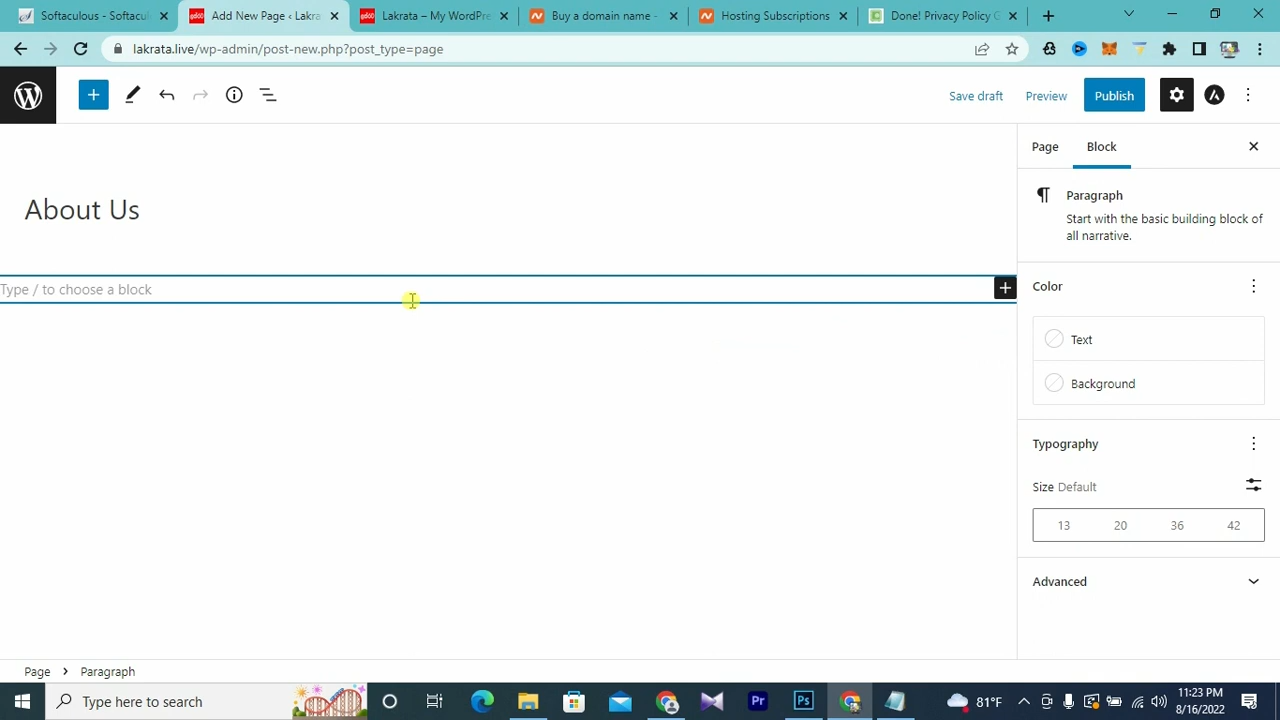 Softaculous - Softacul
Add New Page ‹ Lakra
Lakrata – My WordPre
Buy a domain name -
Hosting Subscriptions
Done! Privacy Policy G
lakrata.live/wp-admin/post-new.php?post_type=page
Save draft
Preview
Publish
Page
Block
About Us
Paragraph
Start with the basic building block of
all narrative.
Type / to choose a block
Color
Text
Background
Typography
Size Default
13 20 36 42
Advanced
Page > Paragraph
Type here to search
Pr
Ps
81°F
11:23 PM
8/16/2022